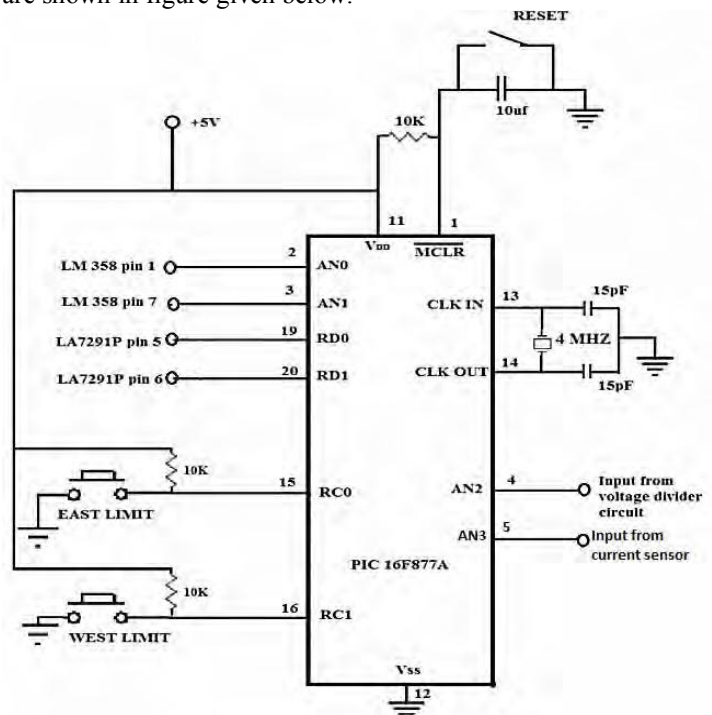 are shown in figure given below.
RESET
10uf
+5V
10K
11
1
VDD
MCLR
LM 358 pin 1
2
AN0
LM 358 pin 7
3
AN1
CLK IN
13
15pF
LA7291P pin 5
19
RD0
4 MHZ
LA7291P pin 6
20
RD1
CLK OUT
14
15pF
10K
EAST LIMIT
15
RC0
AN2
4
Input from
voltage divider
circuit
AN3
5
Input from
current sensor
PIC 16F877A
10K
WEST LIMIT
16
RC1
Vss
12